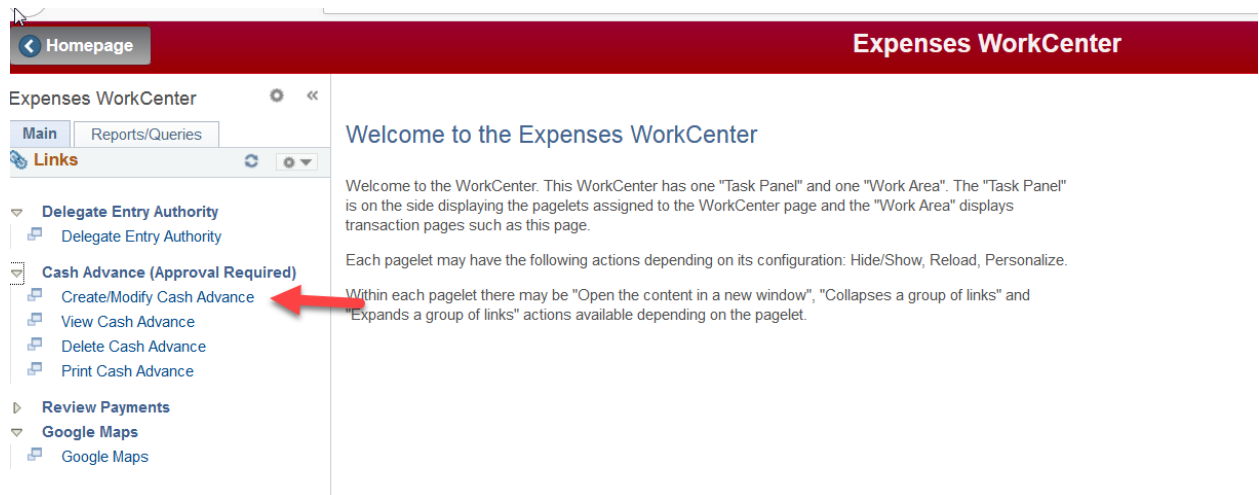 Homepage
Expenses WorkCenter
Expenses WorkCenter
Main
Reports/Queries
Links
Delegate Entry Authority
Delegate Entry Authority
Cash Advance (Approval Required)
Create/Modify Cash Advance
View Cash Advance
Delete Cash Advance
Print Cash Advance
Review Payments
Google Maps
Google Maps
Welcome to the Expenses WorkCenter
Welcome to the WorkCenter. This WorkCenter has one "Task Panel" and one "Work Area". The "Task Panel"
is on the side displaying the pagelets assigned to the WorkCenter page and the "Work Area" displays
transaction pages such as this page.
Each pagelet may have the following actions depending on its configuration: Hide/Show, Reload, Personalize.
Within each pagelet there may be "Open the content in a new window", "Collapses a group of links" and
"Expands a group of links" actions available depending on the pagelet.